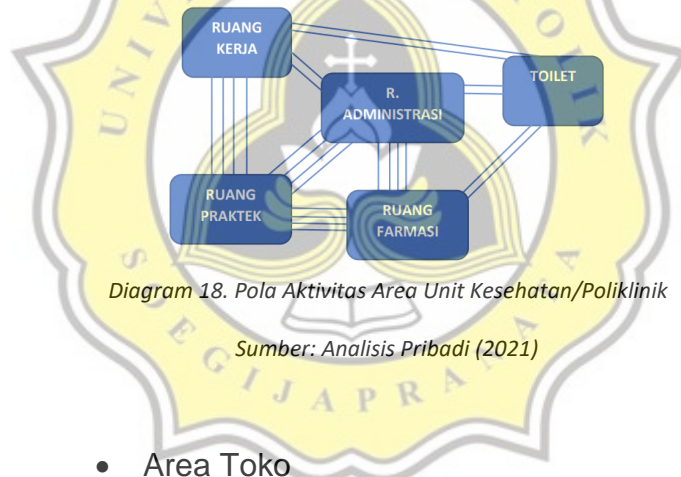 RUANG
KERJA
TOILET
R.
ADMINISTRASI
RUANG
PRAKTEK
RUANG
FARMASI
Diagram 18. Pola Aktivitas Area Unit Kesehatan/Poliklinik
Sumber: Analisis Pribadi (2021)
• Area Toko
SOEGIJAPRANATA